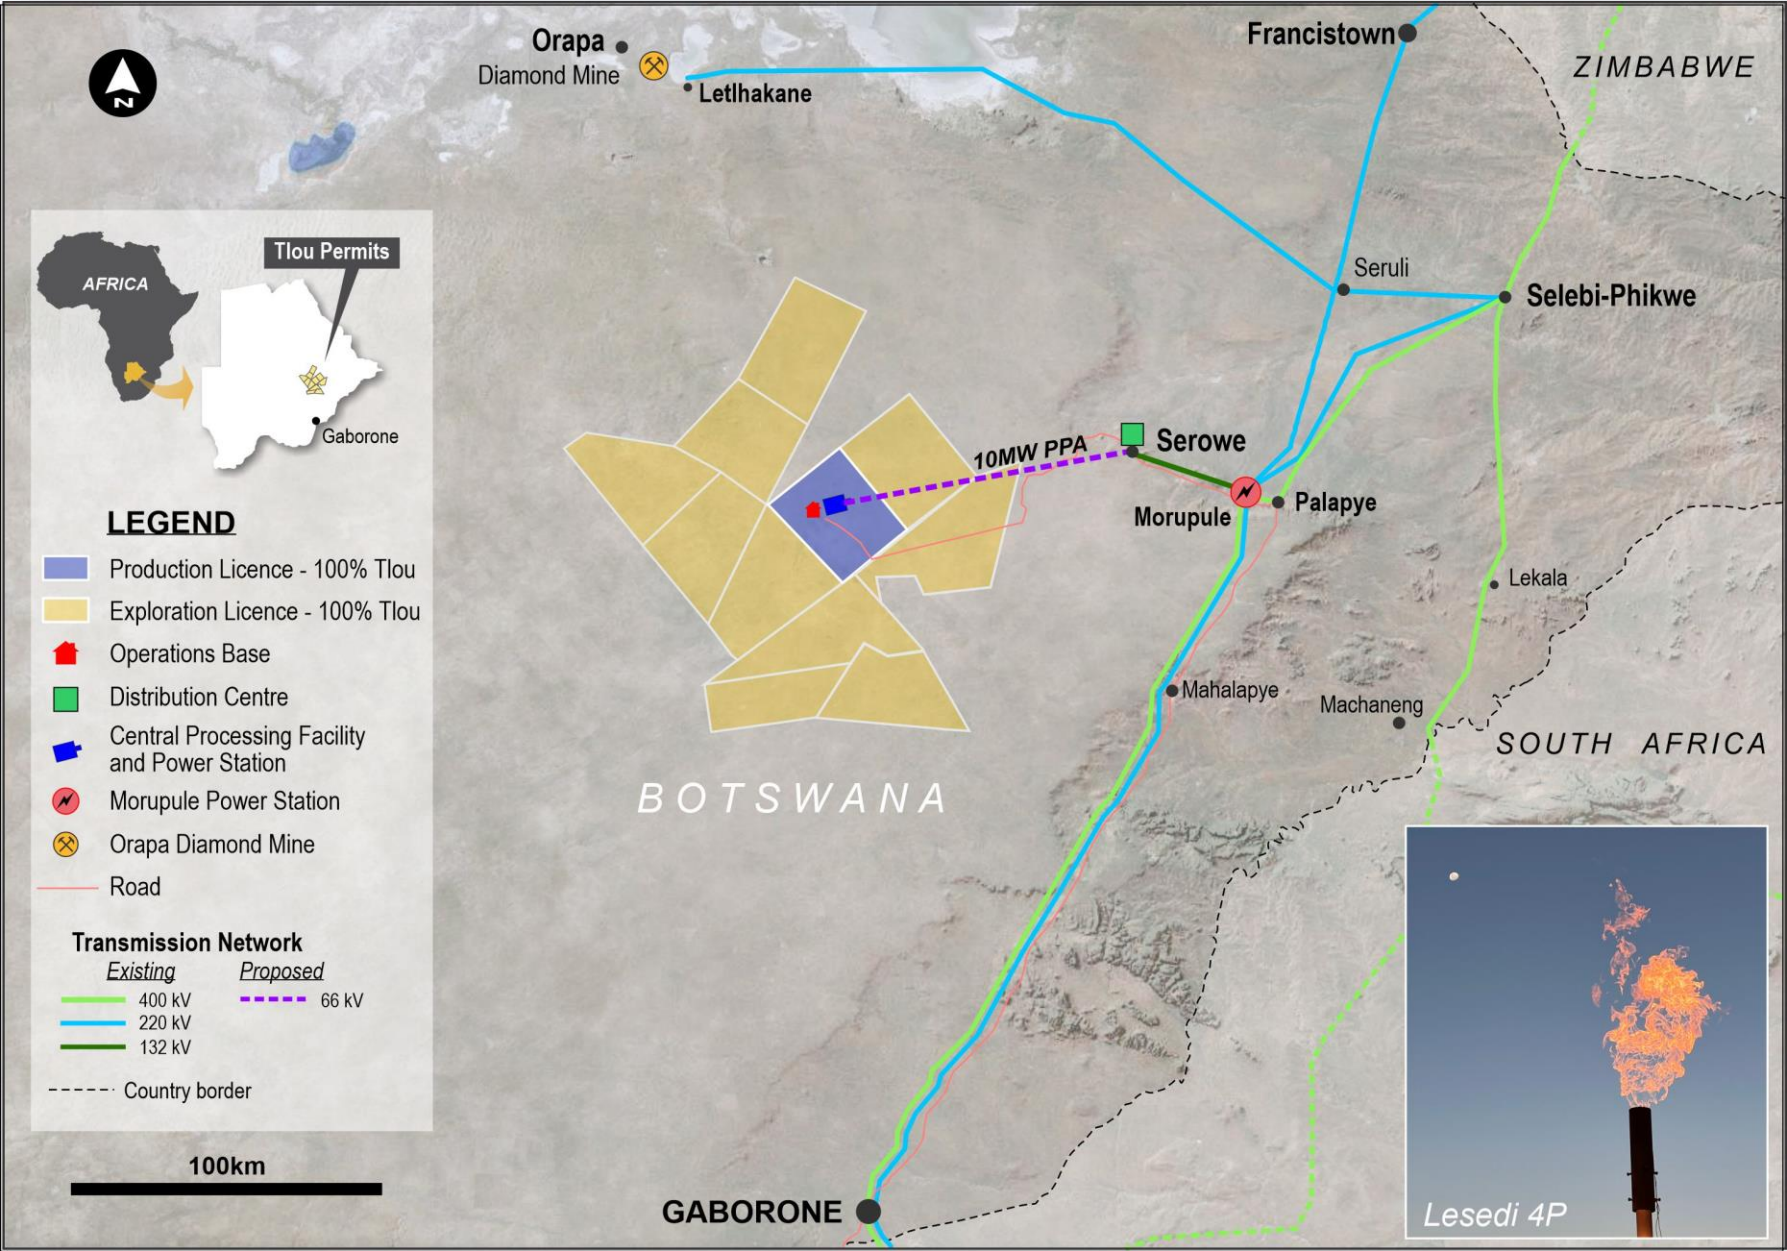 Orapa
Diamond Mine
Letlhakane
Francistown
ZIMBABWE
N
AFRICA
Tlou Permits
Gaborone
Seruli
Selebi-Phikwe
10MW PPA
Serowe
Morupule
Palapye
Lekala
Mahalapye
Machaneng
SOUTH AFRICA
BOTSWANA
GABORONE
LEGEND
Production Licence - 100% Tlou
Exploration Licence - 100% Tlou
Operations Base
Distribution Centre
Central Processing Facility
and Power Station
Morupule Power Station
Orapa Diamond Mine
Road
Transmission Network
Existing Proposed
400 kV 66 kV
220 kV
132 kV
Country border
100km
Lesedi 4P